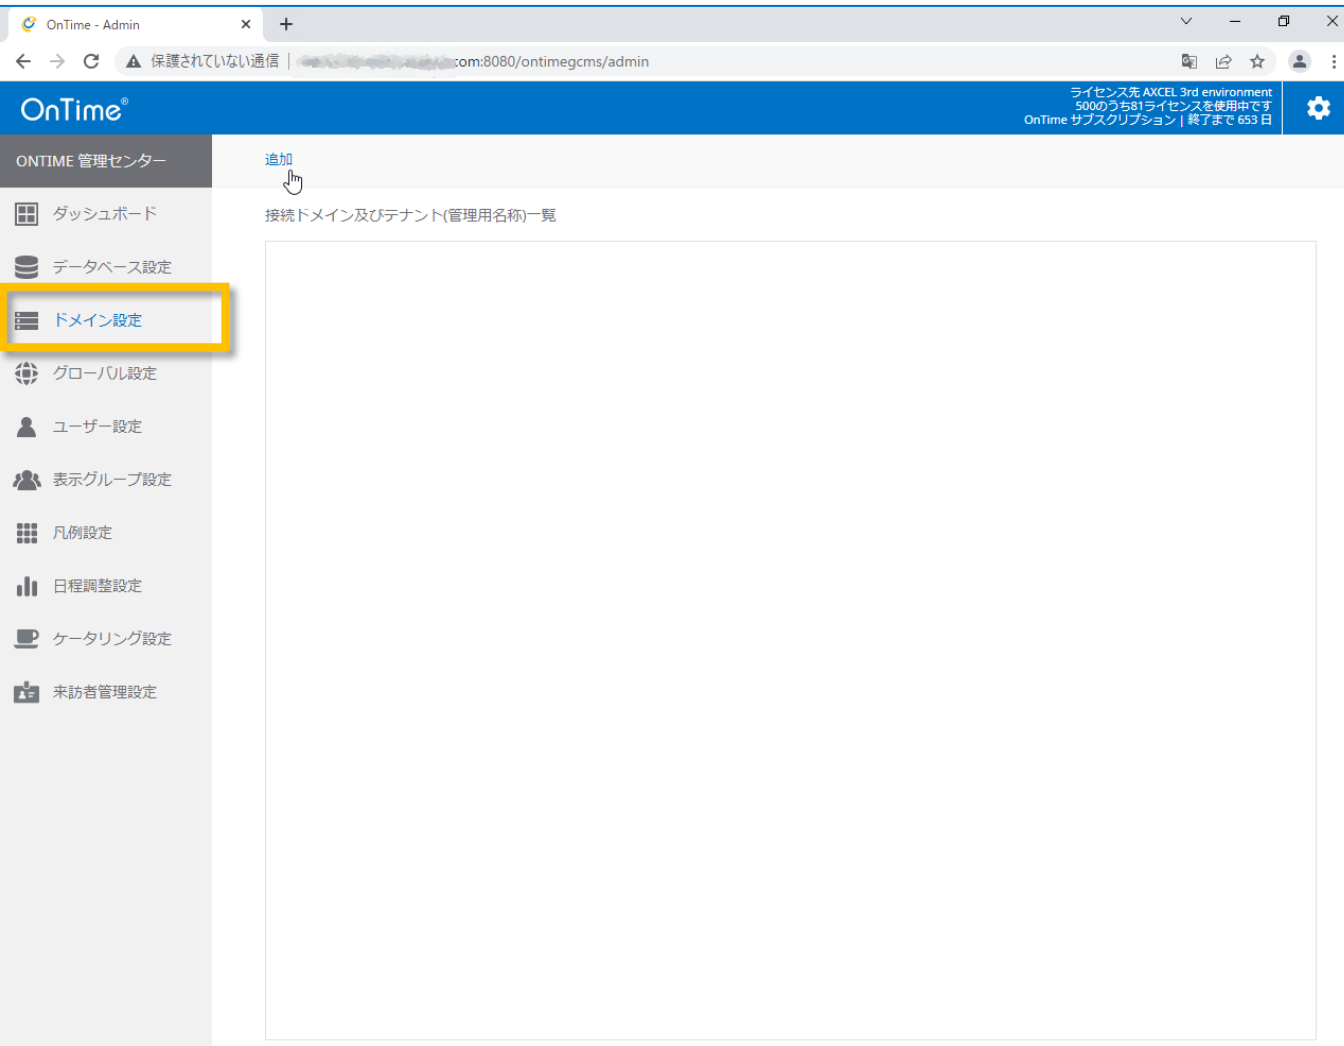 OnTime - Admin
保護されていない通信 com:8080/ontimegcms/admin
OnTime®
ライセンス先 AXCEL 3rd environment
500のうち81ライセンスを使用中です
OnTime サブスクリプション | 終了まで 653 日
ONTIME 管理センター
追加
ダッシュボード
接続ドメイン及びテナント(管理用名称)一覧
データベース設定
ドメイン設定
グローバル設定
ユーザー設定
表示グループ設定
凡例設定
日程調整設定
ケータリング設定
来訪者管理設定